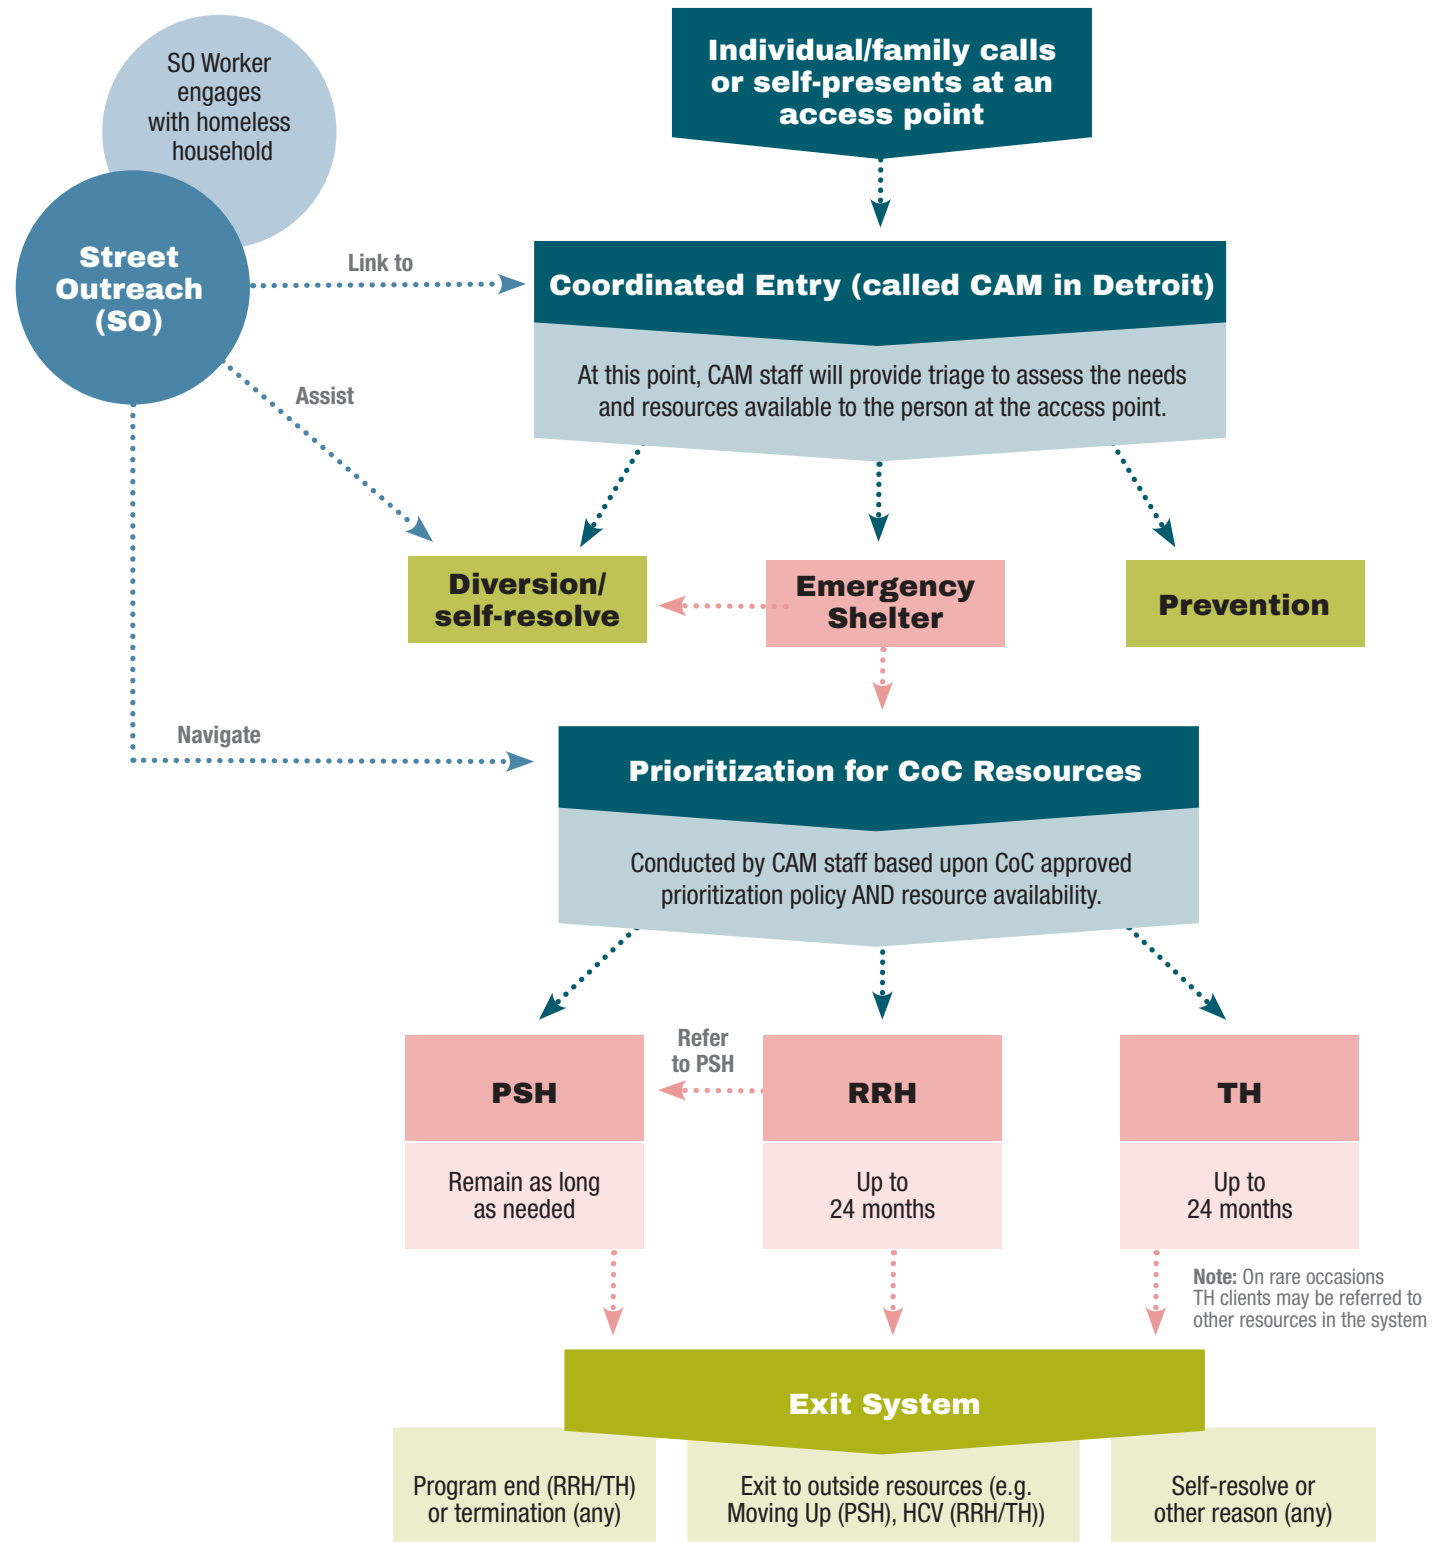 SO Worker
engages
with homeless
household
Street
Outreach
(SO)
Individual/family calls
or self-presents at an
access point
Link to
Coordinated Entry (called CAM in Detroit)
At this point, CAM staff will provide triage to assess the needs
and resources available to the person at the access point.
Assist
Diversion/
self-resolve
Emergency
Shelter
Prevention
Navigate
Prioritization for CoC Resources
Conducted by CAM staff based upon CoC approved
prioritization policy AND resource availability.
PSH
Refer
to PSH
RRH
TH
Remain as long
as needed
Up to
24 months
Up to
24 months
Note: On rare occasions
TH clients may be referred to
other resources in the system
Exit System
Program end (RRH/TH)
or termination (any)
Exit to outside resources (e.g.
Moving Up (PSH), HCV (RRH/TH))
Self-resolve or
other reason (any)